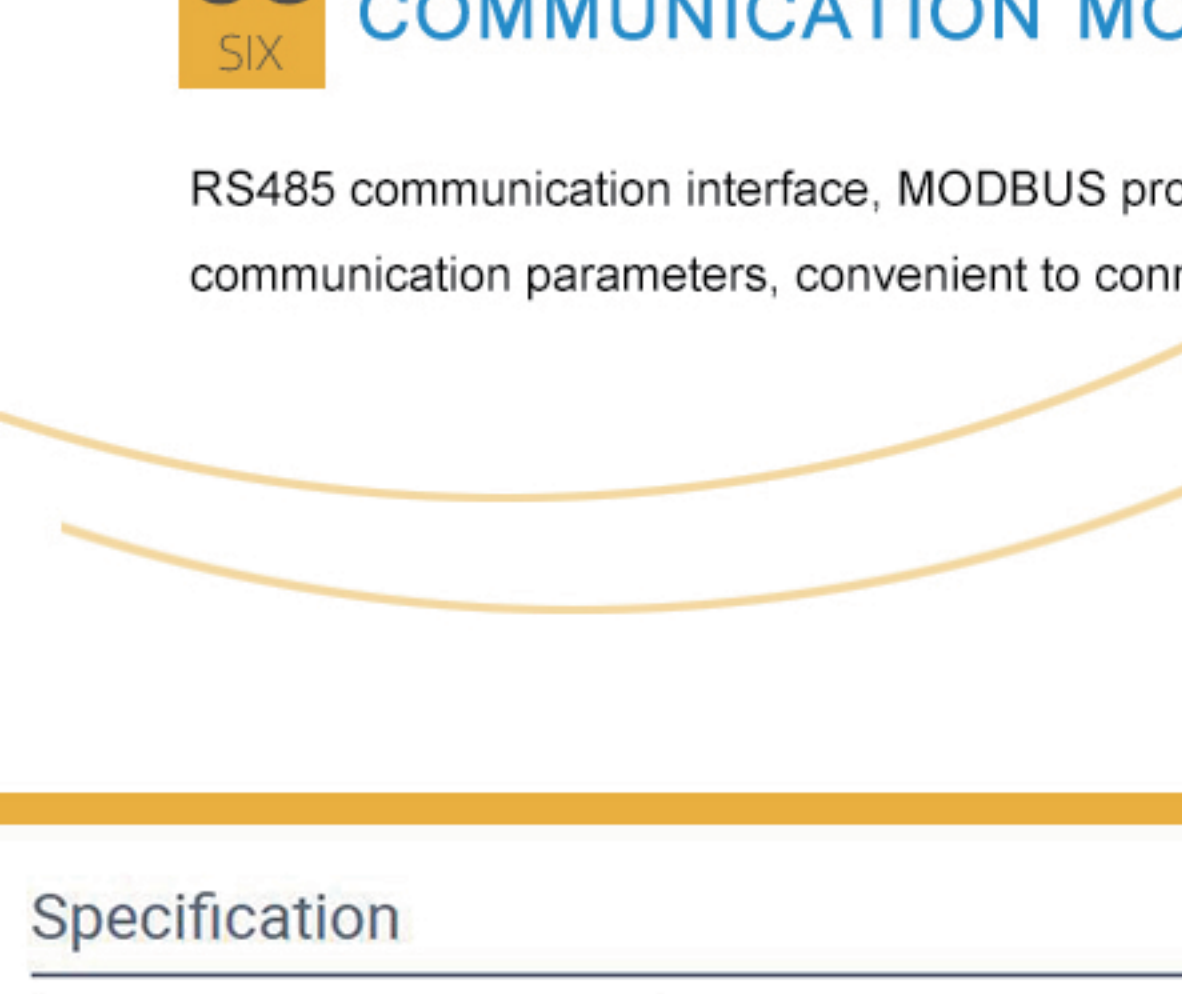 COMMUNICATION
SIX
RS485 communication interface, MODBUS
communication parameters, convenient to
Specification